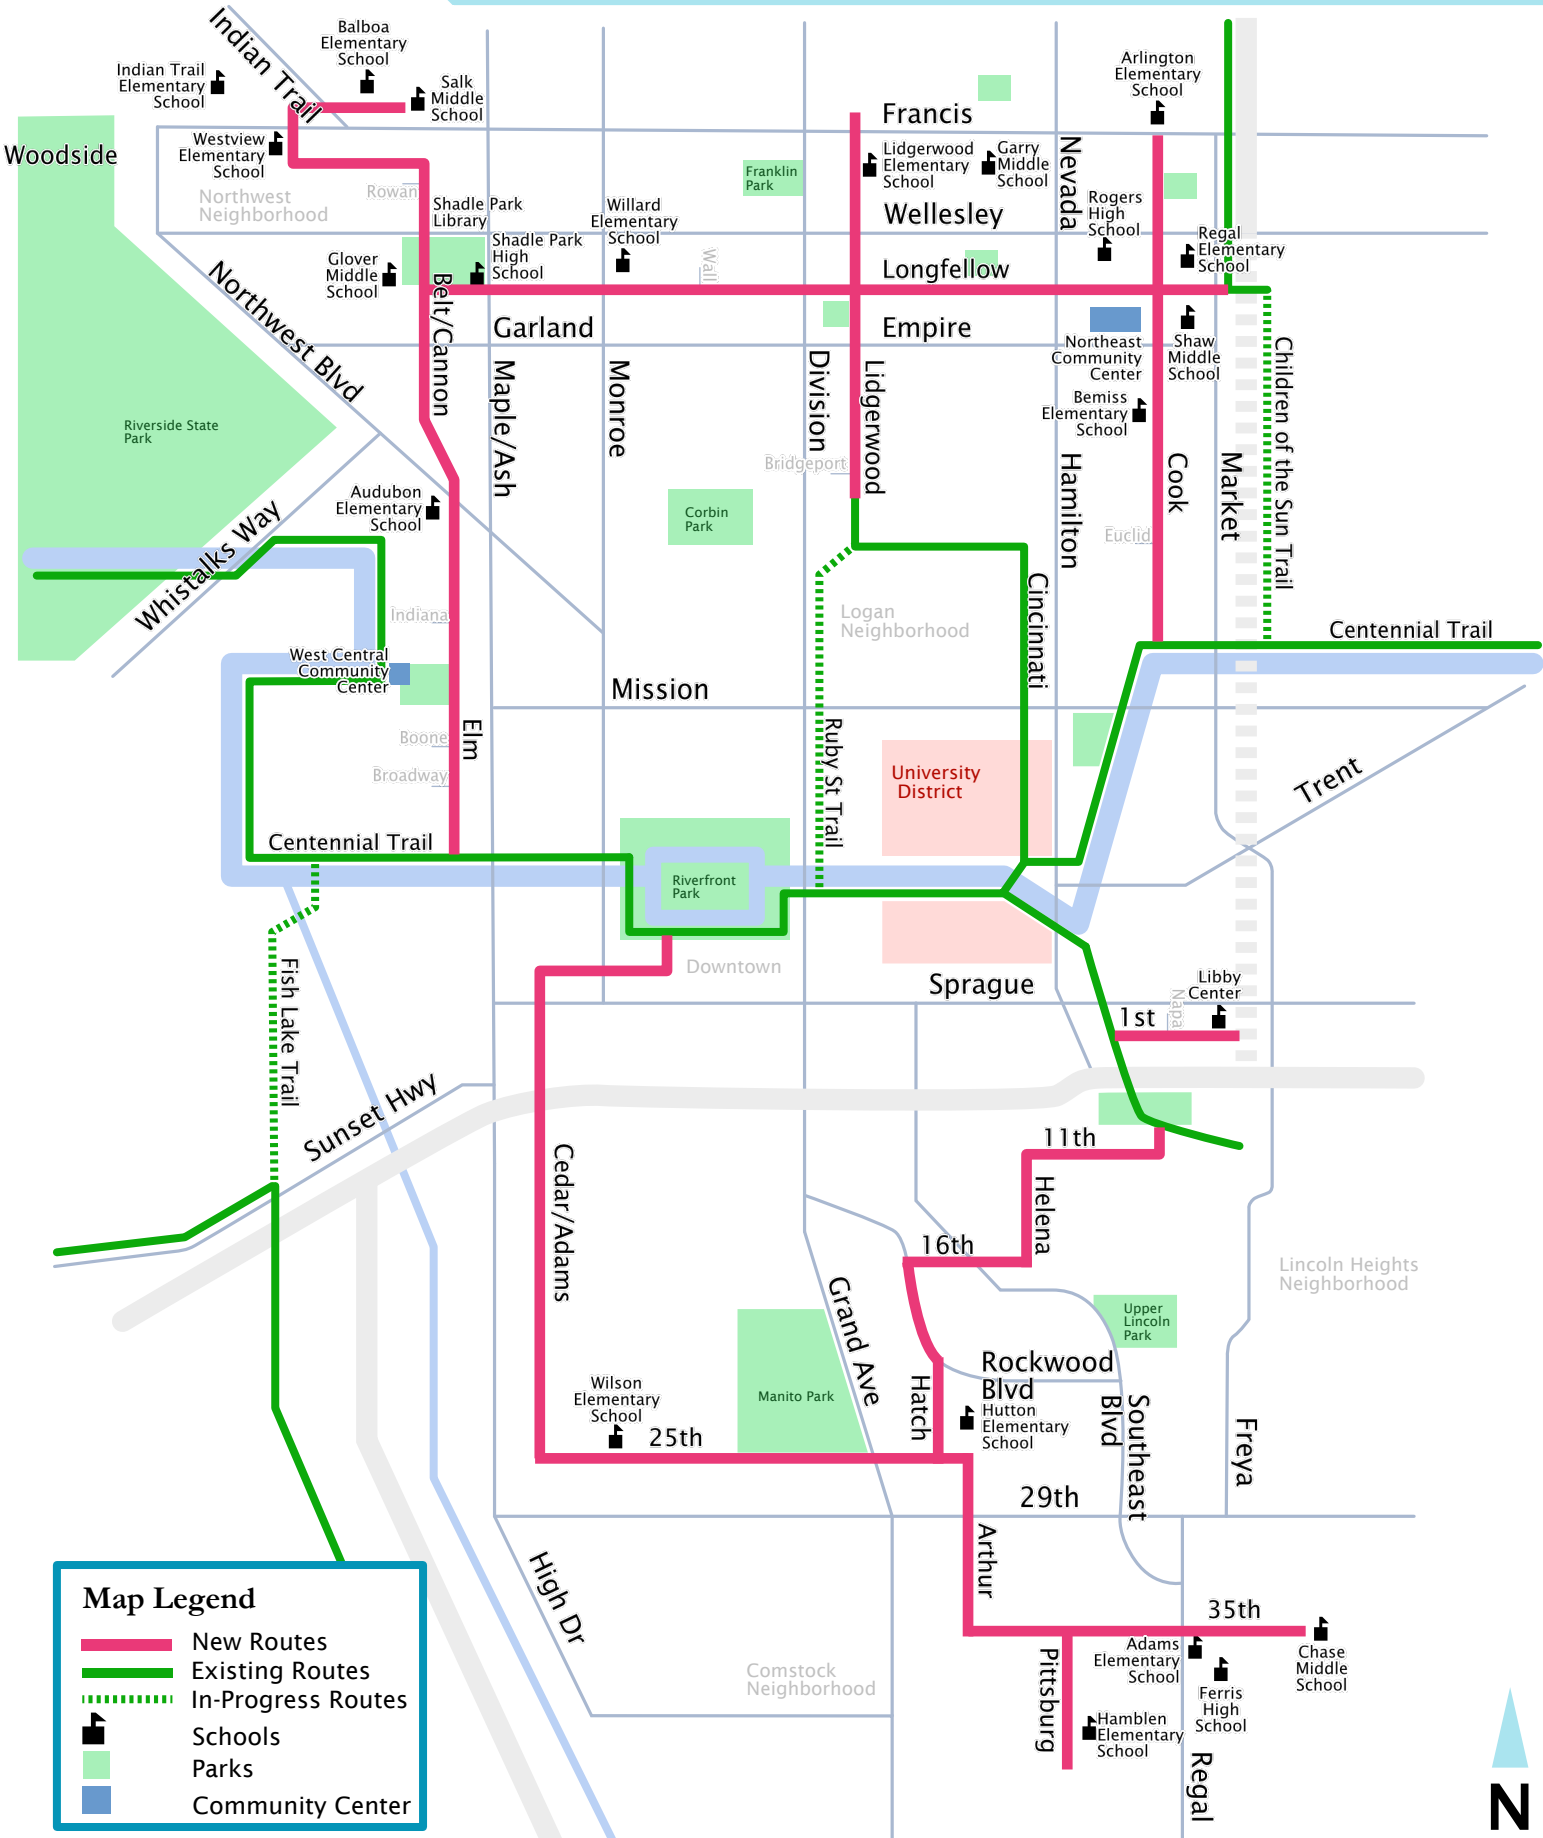 Indian Trail
Balboa
Elementary
School
Indian Trail
Elementary
School
Salk
Middle
School
Arlington
Elementary
School
Francis
Westview
Elementary
School
Woodside
Lidgerwood
Elementary
School
Garry
Middle
School
Nevada
Franklin
Park
Northwest
Neighborhood
Rowan
Shadle Park
Library
Willard
Elementary
School
Wellesley
Rogers
High
School
Regal
Elementary
School
Shadle Park
High
School
Glover
Middle
School
Wall
Longfellow
Northwest Blvd
Belt/Cannon
Garland
Empire
Northeast
Community
Center
Shaw
Middle
School
Children of the Sun Trail
Maple/Ash
Monroe
Division
Lidgerwood
Bemiss
Elementary
School
Riverside State
Park
Bridgeport
Hamilton
Cook
Market
Audubon
Elementary
School
Corbin
Park
Whistalks Way
Euclid
Cincinnati
Indiana
Logan
Neighborhood
Centennial Trail
West Central
Community
Center
Mission
Elm
Boone
Broadway
Ruby St Trail
University
District
Trent
Centennial Trail
Riverfront
Park
Fish Lake Trail
Downtown
Sprague
Libby
Center
Napa
1st
Sunset Hwy
11th
Cedar/Adams
Helena
16th
Lincoln Heights
Neighborhood
Grand Ave
Upper
Lincoln
Park
Rockwood
Blvd
Wilson
Elementary
School
Manito Park
Hatch
Hutton
Elementary
School
Southeast
Blvd
Freya
25th
29th
Arthur
High Dr
35th
Pittsburg
Adams
Elementary
School
Chase
Middle
School
Ferris
High
School
Comstock
Neighborhood
Hamblen
Elementary
School
Regal
Map Legend
New Routes
Existing Routes
In-Progress Routes
Schools
Parks
Community Center
N